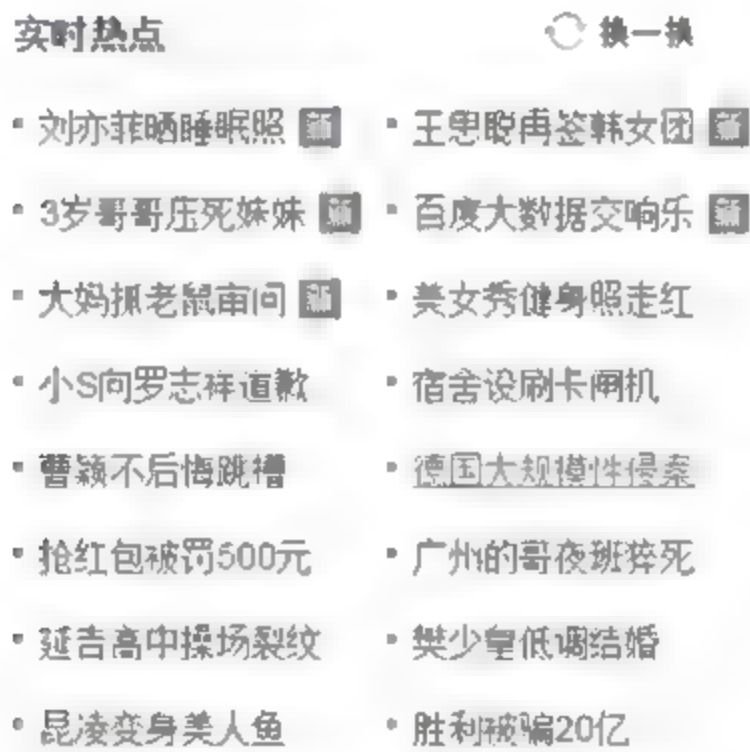 实时热点 换一换
刘亦菲晒睡眠照 新 王思聪再签韩女团 新
3岁哥哥压死妹妹 新 百度大数据交响乐 新
大妈抓老鼠审问 新 美女秀健身照走红
小S向罗志祥道歉 宿舍设刷卡闸机
曹颖不后悔跳槽 德国大规模性侵案
抢红包被罚500元 广州的哥夜班猝死
延吉高中操场裂纹 樊少皇低调结婚
昆凌变身美人鱼 胜利被骗20亿